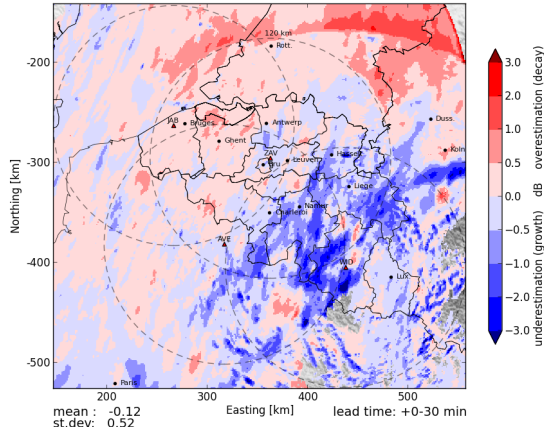 120 km
Rott.
JAB
Bruges
Antwerp
Duss.
Ghent
ZAV
Bru
Leuven
Hasselt
Koln
Liege
Namur
Charleroi
AVE
WID
Lux
Paris
-200
-300
-400
-500
200
300
400
500
Northing [km]
Easting [km]
mean : -0.12
st.dev: 0.52
lead time: +0-30 min
3.0
2.0
1.0
0.5
0.0
−0.5
−1.0
−2.0
−3.0
underestimation (growth) dB overestimation (decay)